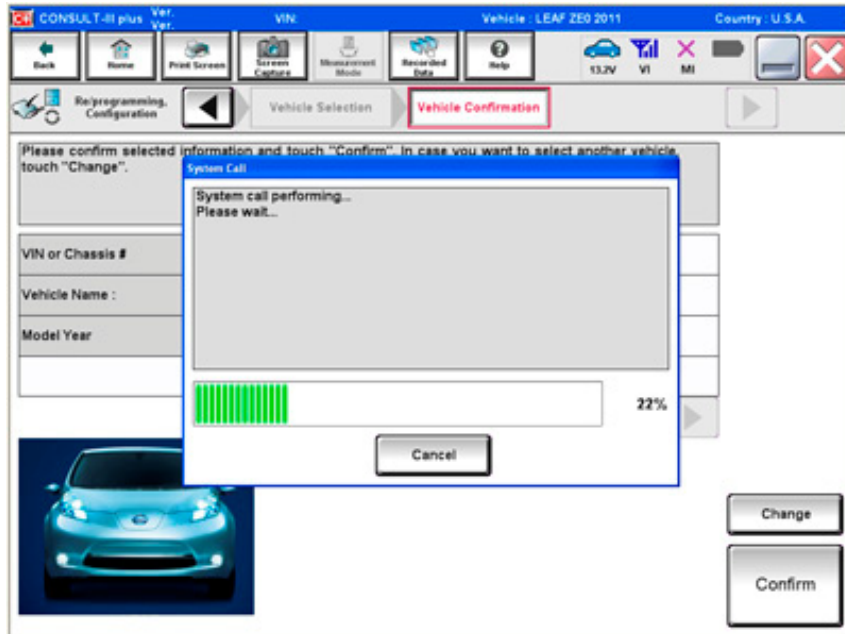 CONSULT-III plus Ver. Ver. VIN: Vehicle : LEAF ZE0 2011 Country : U.S.A.
Back
Home
Print Screen
Screen Capture
Measurement Mode
Recorded Data
Help
13.2V
VI
MI
Re/programming, Configuration
Vehicle Selection
Vehicle Confirmation
Please confirm selected information and touch "Confirm". In case you want to select another vehicle,
touch "Change".
System Call
System call performing...
Please wait...
VIN or Chassis #
Vehicle Name :
Model Year
22%
Cancel
Change
Confirm